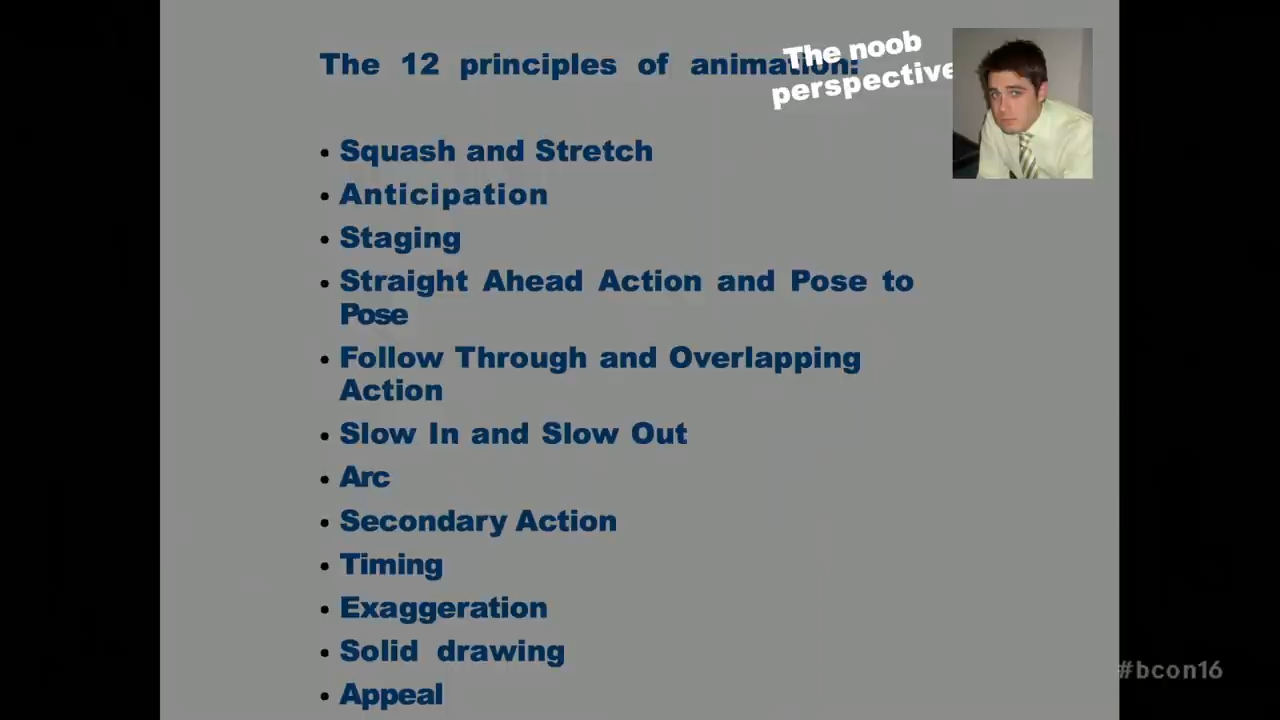 The 12 principles of animation:
The noob
perspective
Squash and Stretch
Anticipation
Staging
Straight Ahead Action and Pose to
Pose
Follow Through and Overlapping
Action
Slow In and Slow Out
Arc
Secondary Action
Timing
Exaggeration
Solid drawing
Appeal
#bcon16